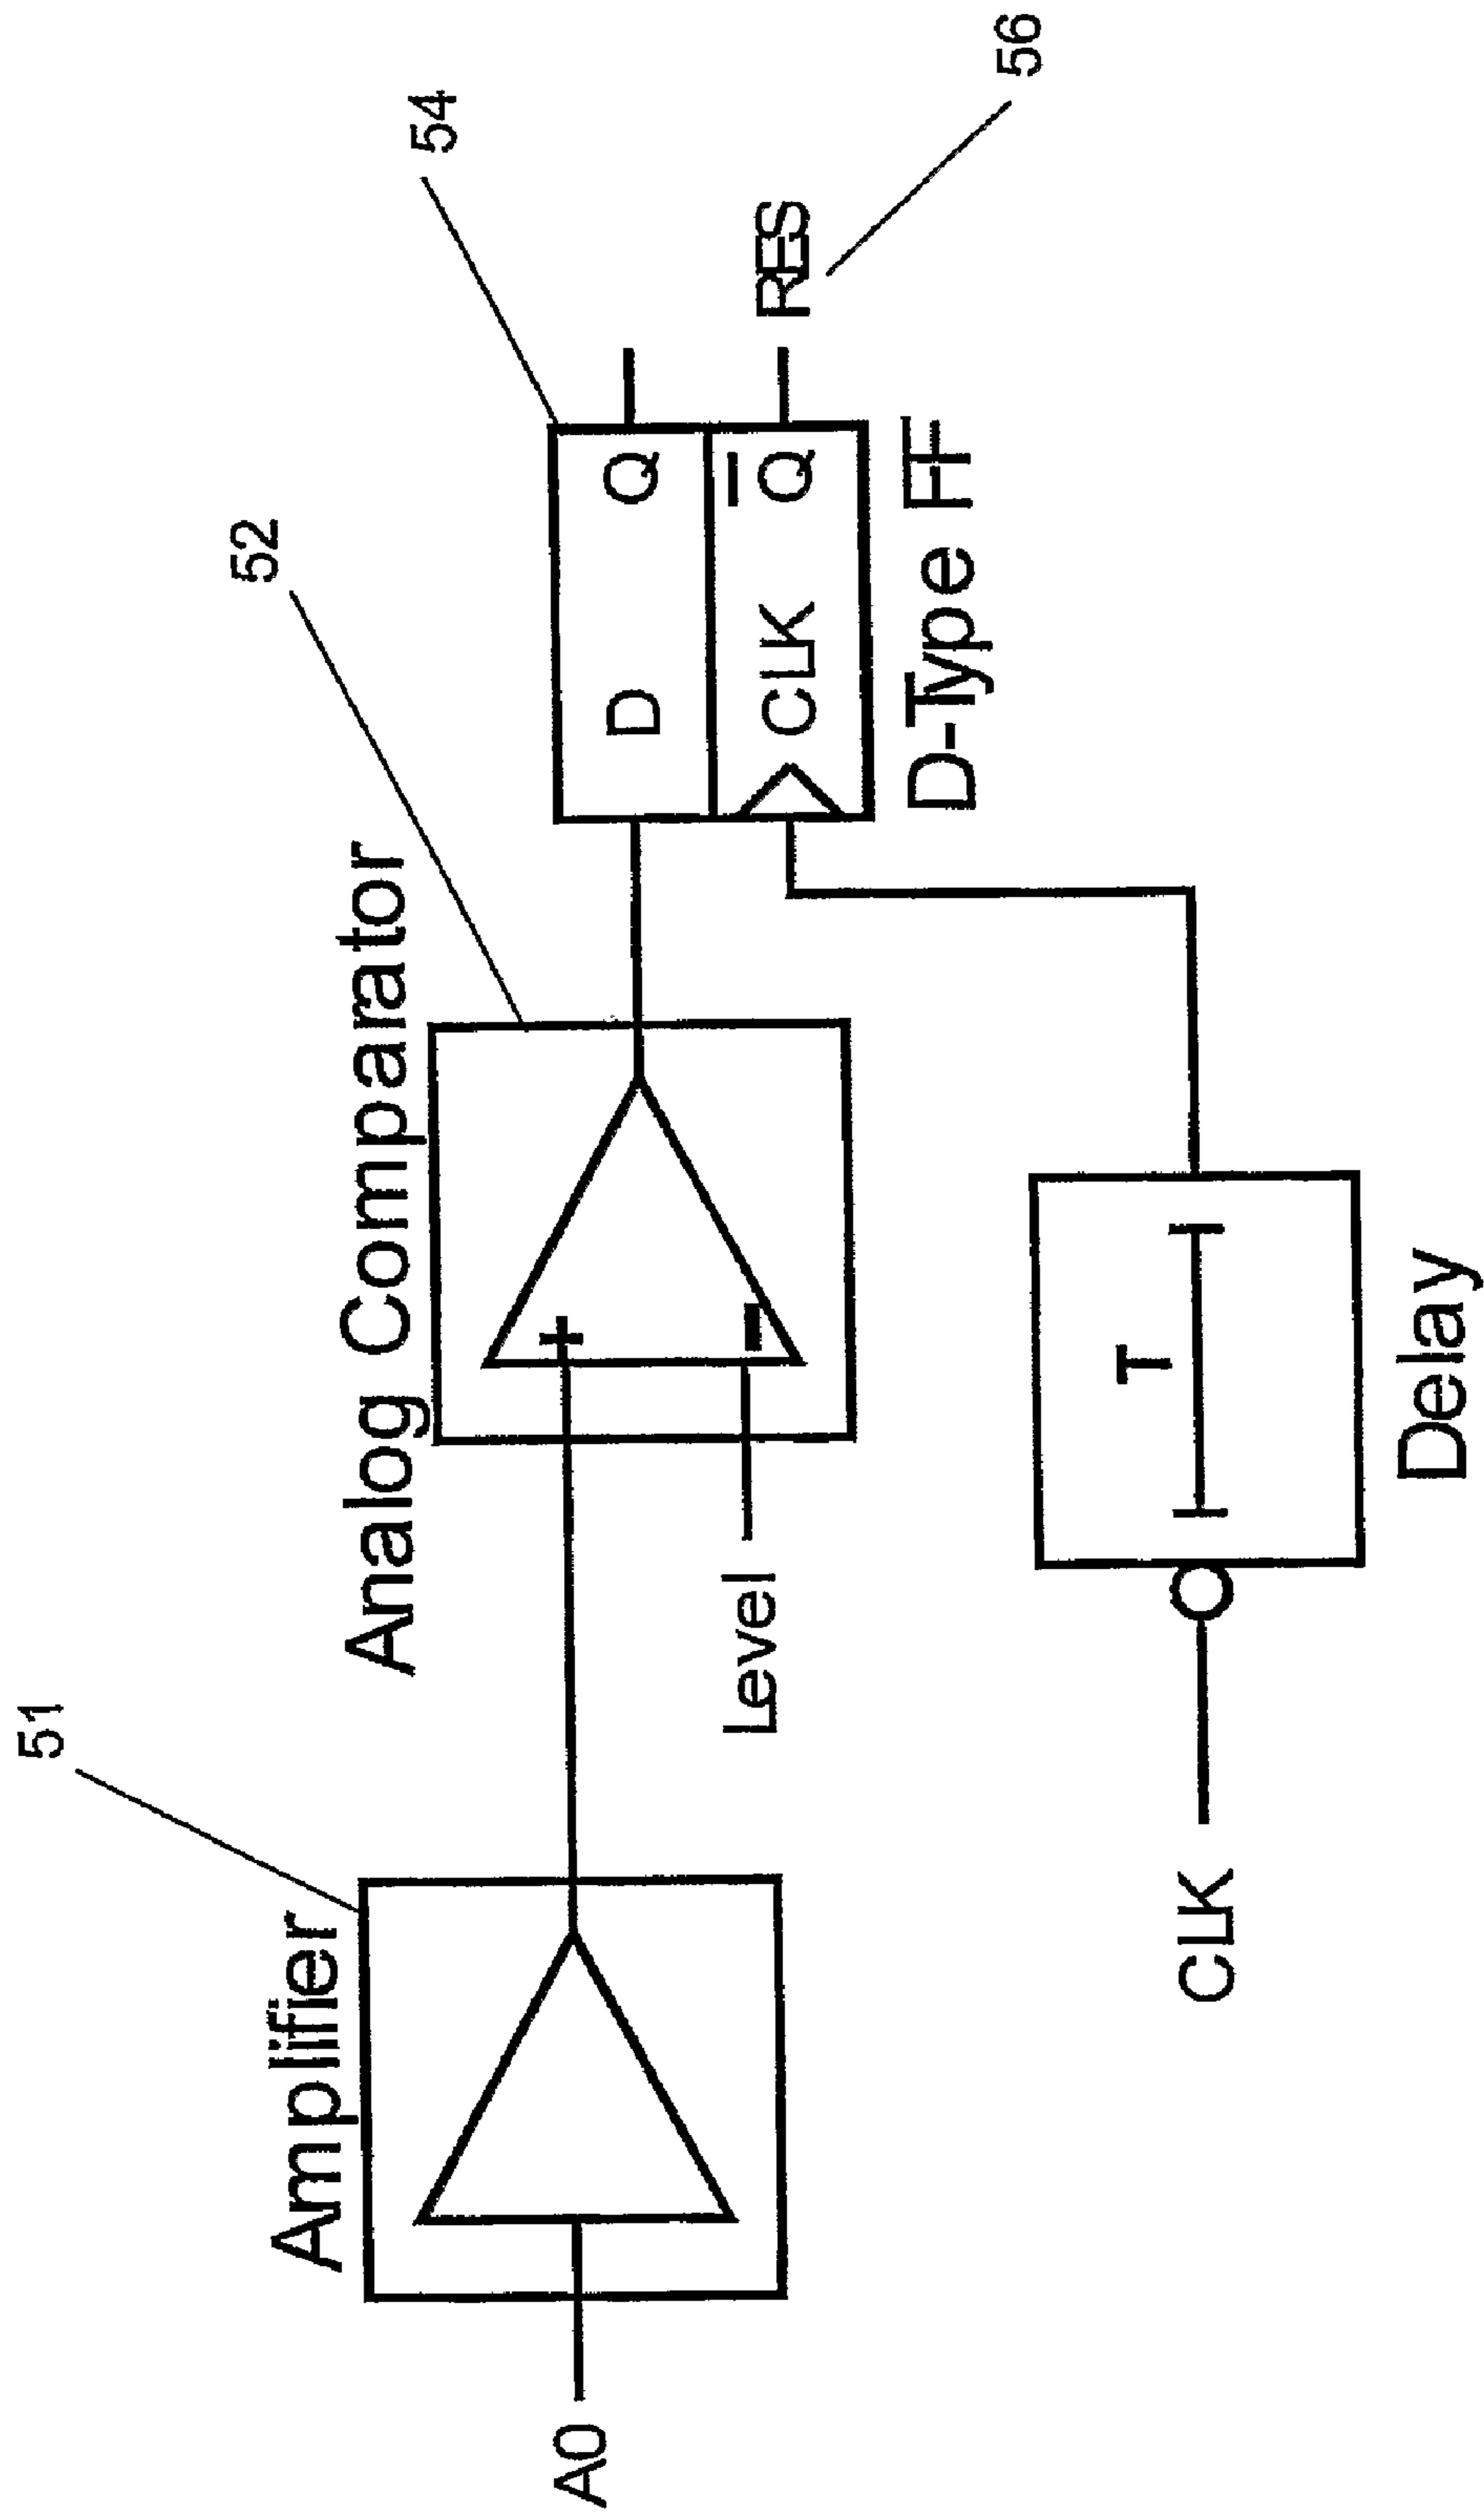 51
Amplifier
A0
52
Analog Comparator
+
-
Level
54
D
Q
CLK
Q̅
D-Type FF
RES
56
CLK
T
Delay